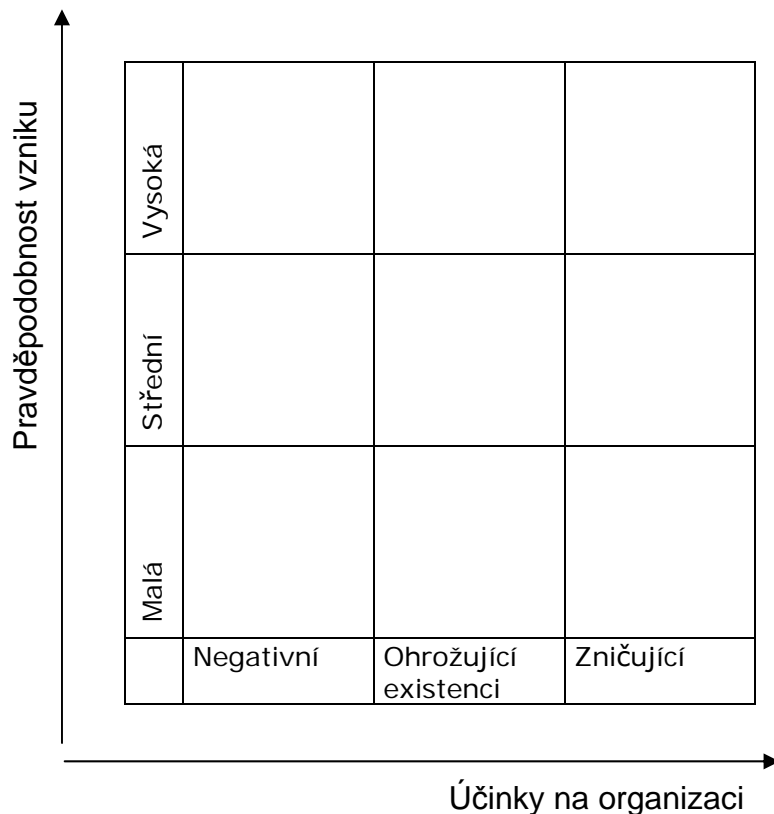 Pravděpodobnost vzniku
Vysoká
Střední
Malá
Negativní
Ohrožující
existenci
Zničující
Účinky na organizaci